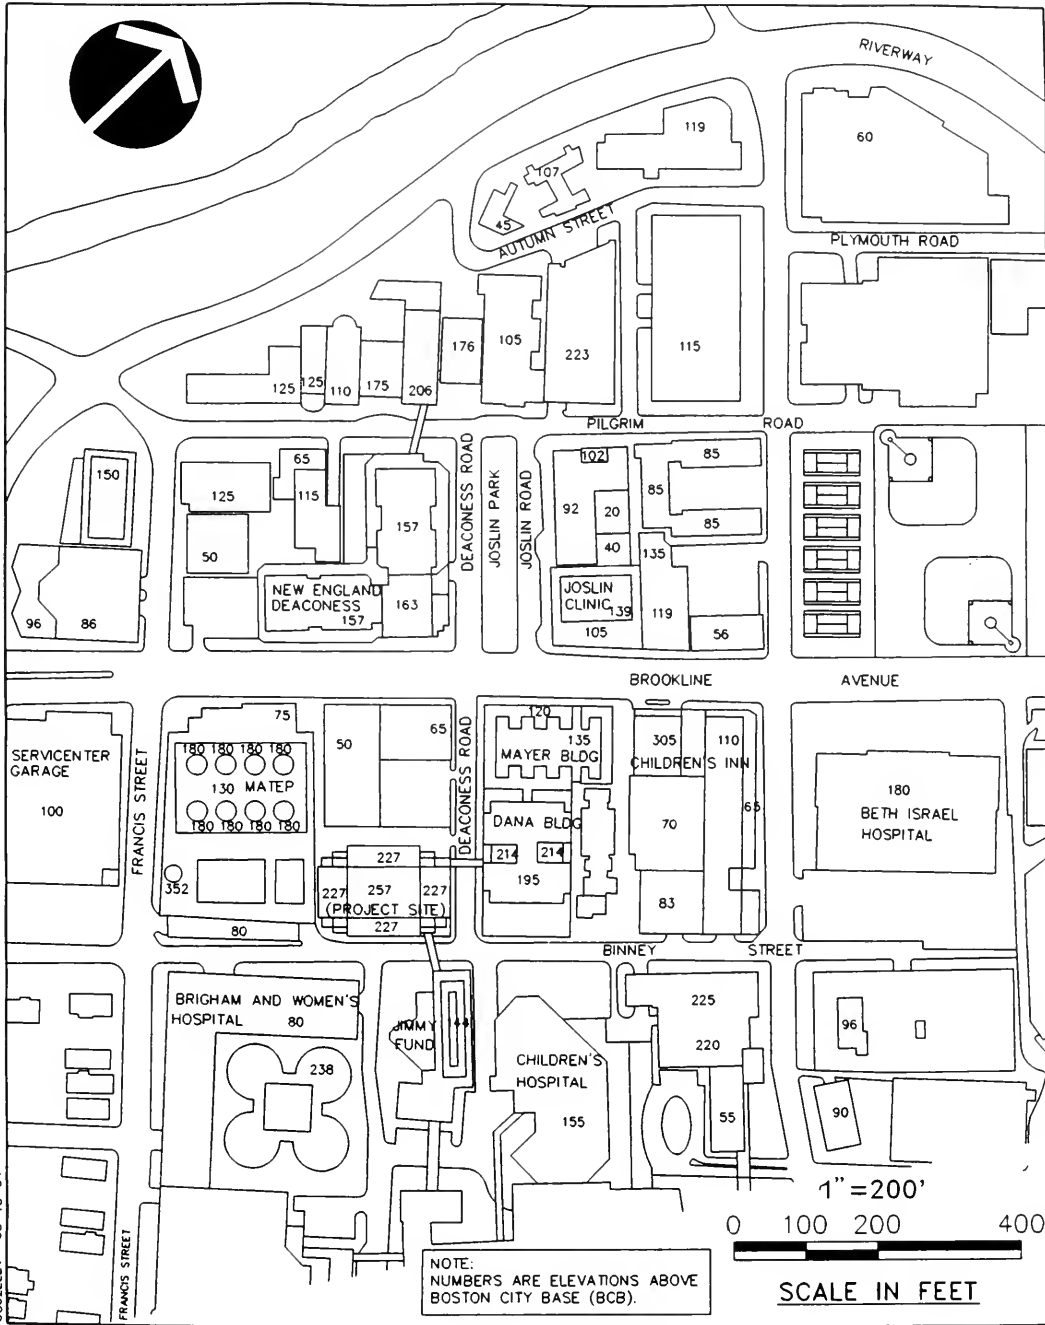 RIVERWAY
119
60
107
45
AUTUMN STREET
PLYMOUTH ROAD
176
105
223
115
125
125
110
175
206
PILGRIM ROAD
150
65
125
115
50
157
DEACONESS ROAD
JOSLIN PARK
JOSLIN ROAD
102
92
20
40
85
85
85
135
NEW ENGLAND
DEACONESS
157
163
JOSLIN
CLINIC
139
105
119
56
96
86
BROOKLINE AVENUE
SERVICENTER
GARAGE
100
FRANCIS STREET
75
180 180 180 180
130 MATEP
180 180 180 180
352
80
50
65
DEACONESS ROAD
120
135
MAYER BLDG
DANA BLDG
214
214
195
305
110
CHILDREN'S INN
65
70
83
180
BETH ISRAEL
HOSPITAL
227
227
257
227
(PROJECT SITE)
227
BINNEY STREET
BRIGHAM AND WOMEN'S
HOSPITAL 80
238
JIMMY
FUND
144
CHILDREN'S
HOSPITAL
155
225
220
55
96
90
FRANCIS STREET
1"=200'
0 100 200 400
SCALE IN FEET
NOTE:
NUMBERS ARE ELEVATIONS ABOVE
BOSTON CITY BASE (BCB).